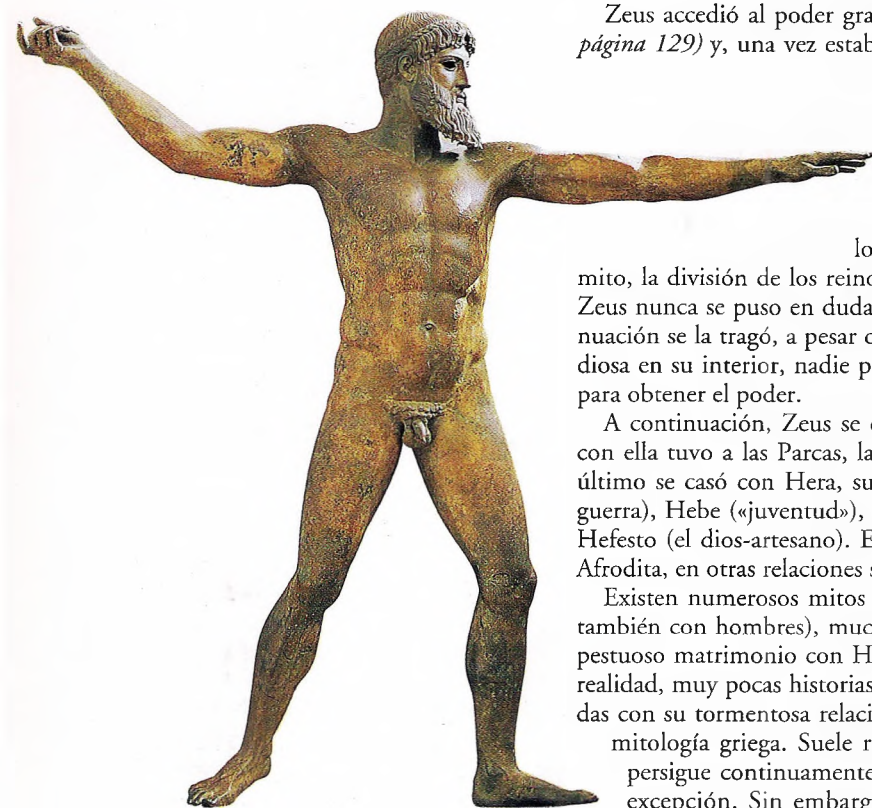 Zeus accedió al poder gra
página 129) y, una vez estab
lo
mito, la división de los reino
Zeus nunca se puso en duda
nuación se la tragó, a pesar
diosa en su interior, nadie p
para obtener el poder.
A continuación, Zeus se
con ella tuvo a las Parcas, la
último se casó con Hera, su
guerra), Hebe («juventud»),
Hefesto (el dios-artesano). E
Afrodita, en otras relaciones s
Existen numerosos mitos
también con hombres), muc
pestuoso matrimonio con H
realidad, muy pocas historias
das con su tormentosa relaci
mitología griega. Suele r
persigue continuamente
excepción. Sin embarg